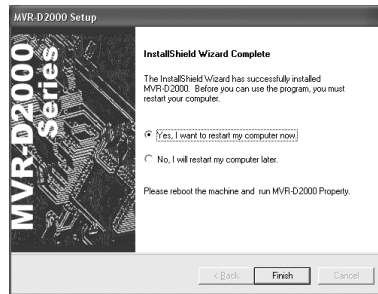 MVR-D2000 Setup
MVR-D2000
Series
InstallShield Wizard Complete
The InstallShield Wizard has successfully installed
MVR-D2000. Before you can use the program, you must
restart your computer.
Yes, I want to restart my computer now.
No, I will restart my computer later.
Please reboot the machine and run MVR-D2000 Property.
< Back
Finish
Cancel